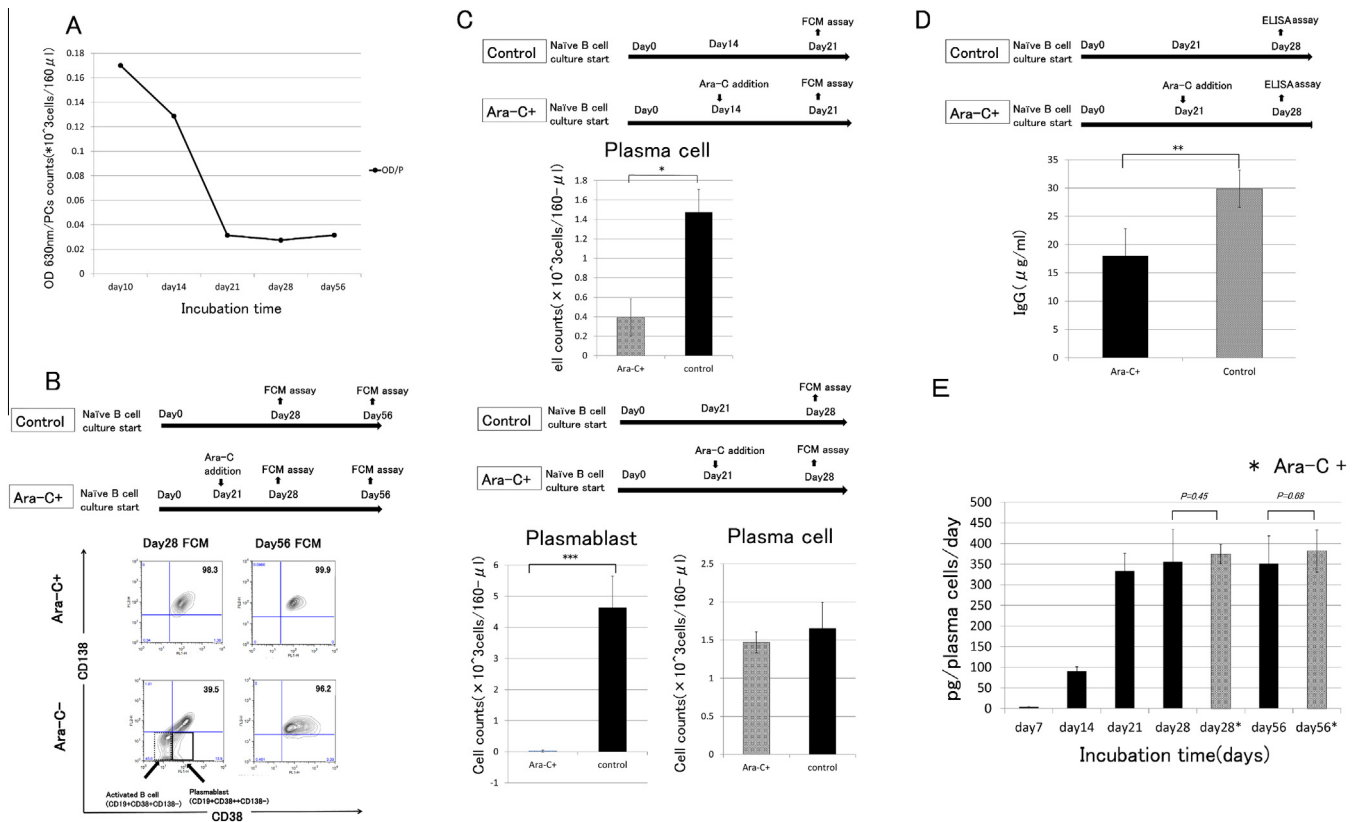 A
OD 630nm/PCs counts(*10^3cells/160μl)
0.18
0.16
0.14
0.12
0.1
0.08
0.06
0.04
0.02
0
OD/P
day10
day14
day21
day28
day56
Incubation time
B
Control
Naïve B cell
culture start
Day0
FCM assay
Day28
FCM assay
Day56
Ara-C+
Naïve B cell
culture start
Day0
Ara-C
addition
Day21
FCM assay
Day28
FCM assay
Day56
Day28 FCM
Day56 FCM
CD138
Ara-C+
98.3
99.9
Ara-C-
39.5
96.2
Activated B cell
(CD19+CD38+CD138-)
Plasmablast
(CD19+CD38++CD138-)
CD38
C
Control
Naïve B cell
culture start
Day0
Day14
FCM assay
Day21
Ara-C+
Naïve B cell
culture start
Day0
Ara-C addition
Day14
FCM assay
Day21
Plasma cell
ell counts(×10^3cells/160-μl)
1.8
1.6
1.4
1.2
1
0.8
0.6
0.4
0.2
0
*
Ara-C+
control
Control
Naïve B cell
culture start
Day0
Day21
FCM assay
Day28
Ara-C+
Naïve B cell
culture start
Day0
Ara-C addition
Day21
FCM assay
Day28
Plasmablast
Cell counts(×10^3cells/160-μl)
6
5
4
3
2
1
0
-1
***
Ara-C+
control
Plasma cell
Cell counts(×10^3cells/160-μl)
2.5
2
1.5
1
0.5
0
Ara-C+
control
D
Control
Naïve B cell
culture start
Day0
Day21
ELISA assay
Day28
Ara-C+
Naïve B cell
culture start
Day0
Ara-C addition
Day21
ELISA assay
Day28
IgG(μg/ml)
35
30
25
20
15
10
5
0
**
Ara-C+
Control
E
* Ara-C +
pg/plasma cells/day
500
450
400
350
300
250
200
150
100
50
0
P=0.45
P=0.68
day7
day14
day21
day28
day28*
day56
day56*
Incubation time(days)